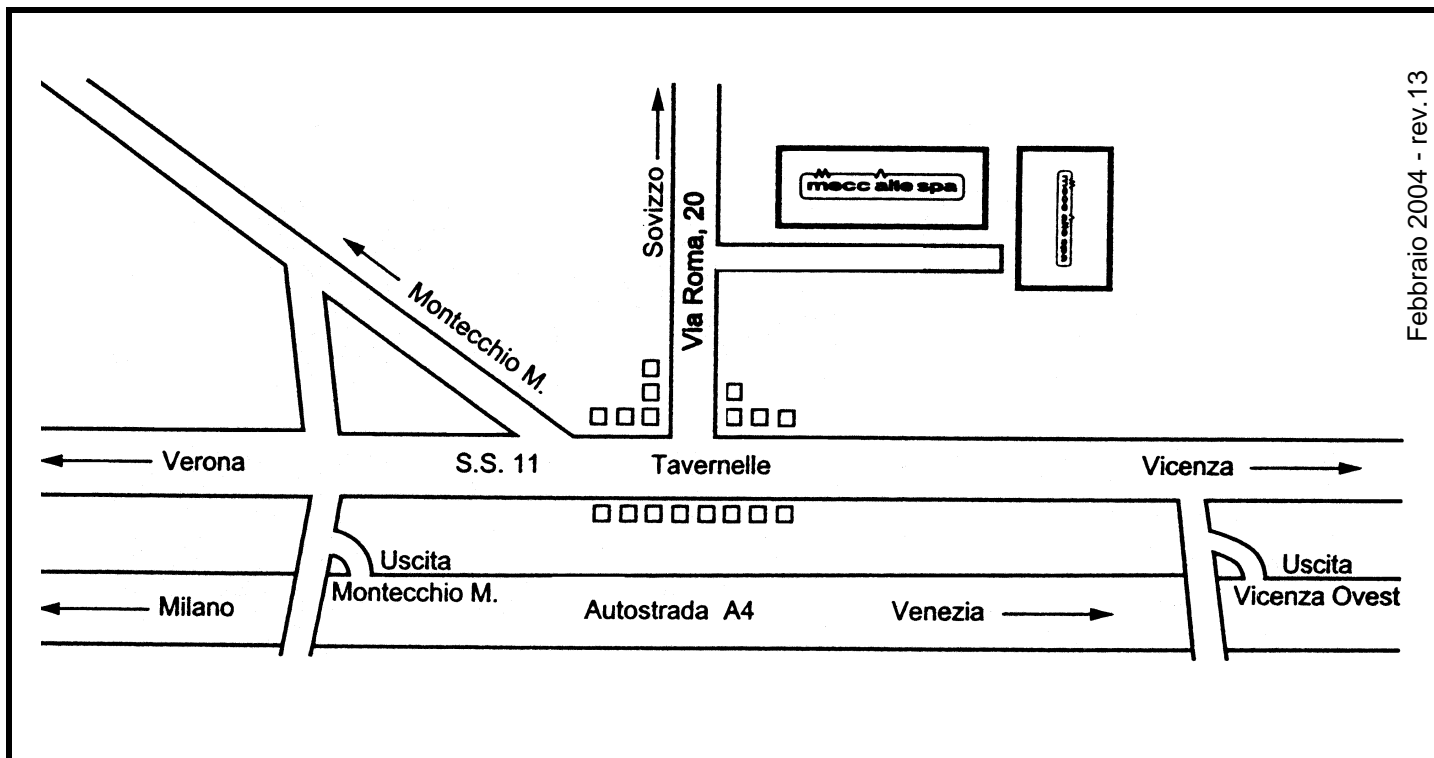 Febbraio 2004 - rev.13
Sovizzo
Via Roma, 20
mecc alte spa
mecc alte spa
Montecchio M.
Verona
S.S. 11
Tavernelle
Vicenza
Uscita
Montecchio M.
Uscita
Vicenza Ovest
Milano
Autostrada A4
Venezia